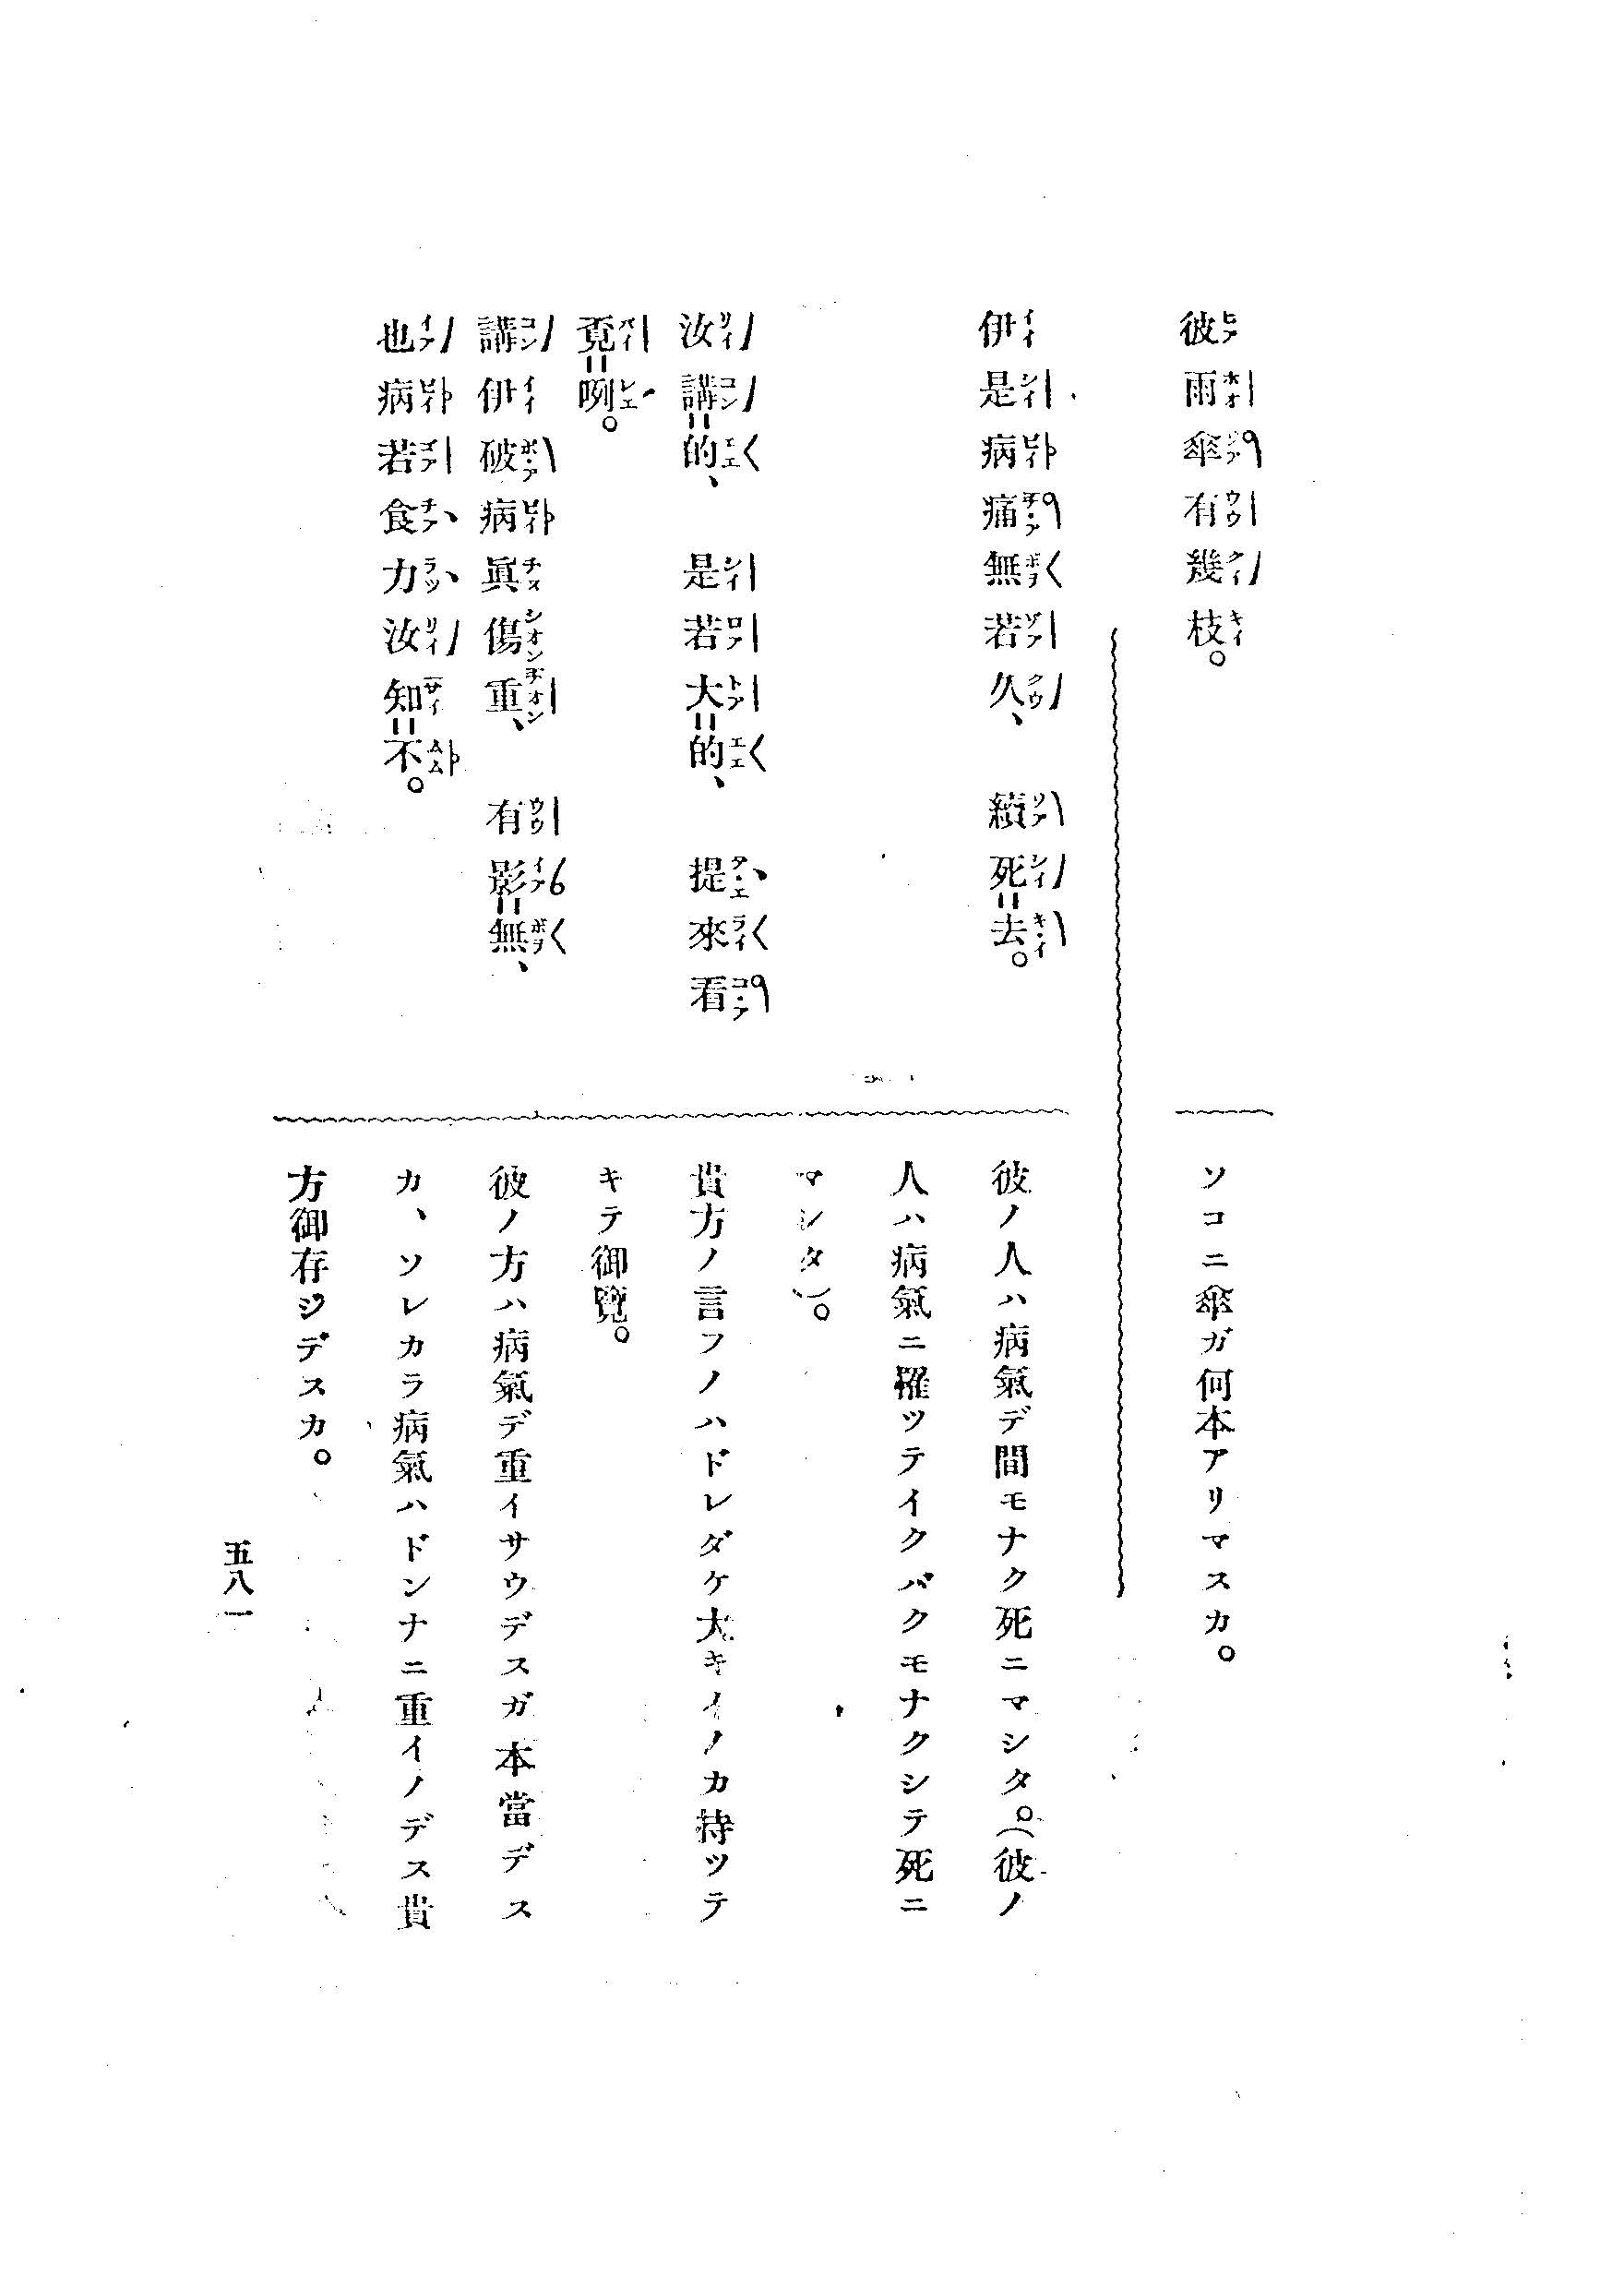 彼雨傘有幾枝。
ソコニ傘ガ何本アリマスカ。
伊是病痛無若久、續死=去。
彼ノ人ハ病氣デ間モナク死ニマシタ。(彼ノ
人ハ病氣ニ罹ツテイクバクモナクシテ死ニ
マシタ)。
汝講=的、是若大=的、提來看
覔=咧。
貴方ノ言フノハドレダケ大キイノカ持ツテ
キテ御覽。
講伊破病眞傷重、有影=無、
也病若食力汝知=不。
彼ノ方ハ病氣デ重イサウデスガ本當デス
カ、ソレカラ病氣ハドンナニ重イノデス貴
方御存ジデスカ。
五八一